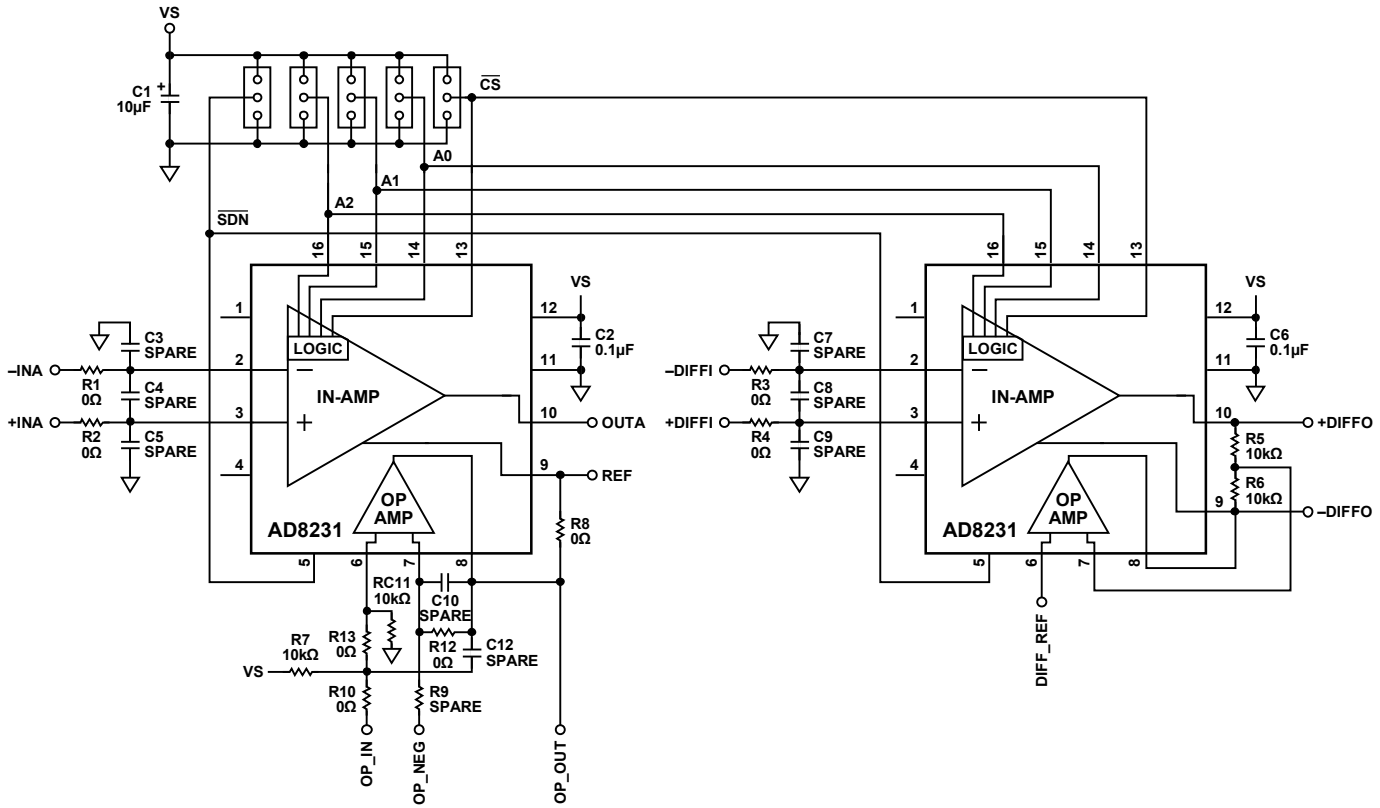 VS
C1
10µF
+
CS
A0
A1
A2
SDN
16
15
14
13
16
15
14
13
1
LOGIC
12
VS
C2
0.1µF
11
C3
SPARE
–INA
R1
0Ω
2
–
C4
SPARE
IN-AMP
+INA
R2
0Ω
3
+
C5
SPARE
10
OUTA
4
9
REF
OP
AMP
AD8231
R8
0Ω
5
6
7
8
RC11
10kΩ
C10
SPARE
R7
10kΩ
VS
R13
0Ω
R12
0Ω
C12
SPARE
R10
0Ω
R9
SPARE
OP_IN
OP_NEG
OP_OUT
1
LOGIC
12
VS
C6
0.1µF
11
C7
SPARE
–DIFFI
R3
0Ω
2
–
C8
SPARE
IN-AMP
+DIFFI
R4
0Ω
3
+
C9
SPARE
10
+DIFFO
R5
10kΩ
R6
10kΩ
4
9
–DIFFO
OP
AMP
AD8231
5
6
7
8
DIFF_REF